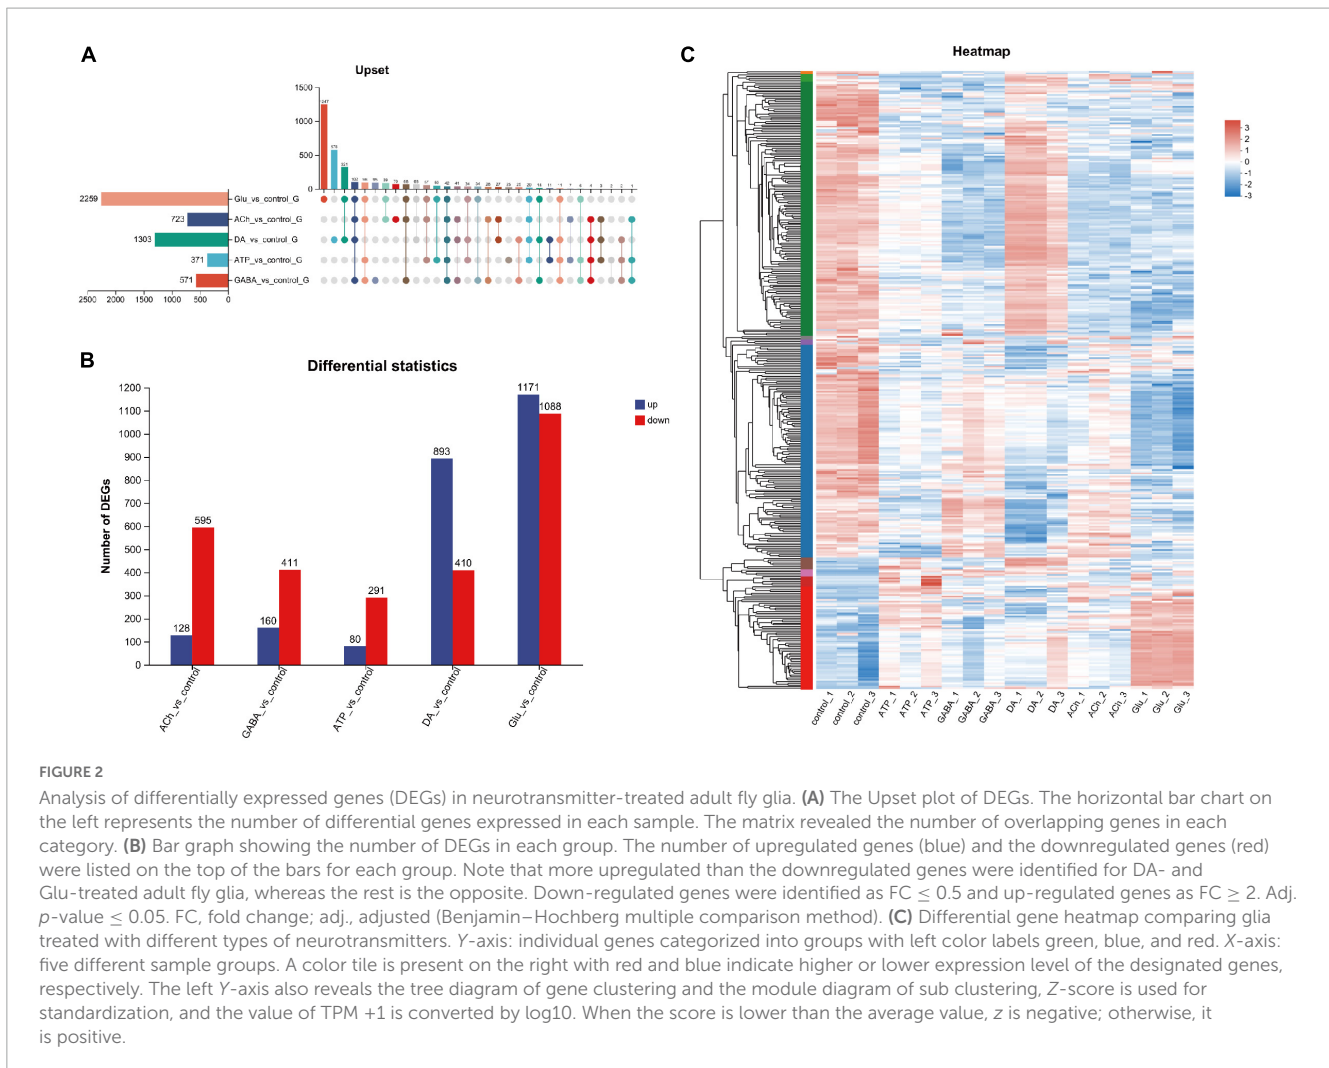 A
Upset
1500
1000
500
0
2259
Glu_vs_control_G
723
ACh_vs_control_G
1303
DA_vs_control_G
371
ATP_vs_control_G
571
GABA_vs_control_G
2500 2000 1500 1000 500 0
B
Differential statistics
Number of DEGs
1200
1100
1000
900
800
700
600
500
400
300
200
100
0
128 595
160 411
80 291
893 410
1171 1088
up
down
ACh_vs_control
GABA_vs_control
ATP_vs_control
DA_vs_control
Glu_vs_control
C
Heatmap
3
2
1
0
-1
-2
-3
control_1 control_2 control_3 ATP_1 ATP_2 ATP_3 GABA_1 GABA_2 GABA_3 DA_1 DA_2 DA_3 ACh_1 ACh_2 ACh_3 Glu_1 Glu_2 Glu_3
FIGURE 2
Analysis of differentially expressed genes (DEGs) in neurotransmitter-treated adult fly glia. (A) The Upset plot of DEGs. The horizontal bar chart on
the left represents the number of differential genes expressed in each sample. The matrix revealed the number of overlapping genes in each
category. (B) Bar graph showing the number of DEGs in each group. The number of upregulated genes (blue) and the downregulated genes (red)
were listed on the top of the bars for each group. Note that more upregulated than the downregulated genes were identified for DA- and
Glu-treated adult fly glia, whereas the rest is the opposite. Down-regulated genes were identified as FC ≤ 0.5 and up-regulated genes as FC ≥ 2. Adj.
p-value ≤ 0.05. FC, fold change; adj., adjusted (Benjamin–Hochberg multiple comparison method). (C) Differential gene heatmap comparing glia
treated with different types of neurotransmitters. Y-axis: individual genes categorized into groups with left color labels green, blue, and red. X-axis:
five different sample groups. A color tile is present on the right with red and blue indicate higher or lower expression level of the designated genes,
respectively. The left Y-axis also reveals the tree diagram of gene clustering and the module diagram of sub clustering, Z-score is used for
standardization, and the value of TPM +1 is converted by log10. When the score is lower than the average value, z is negative; otherwise, it
is positive.